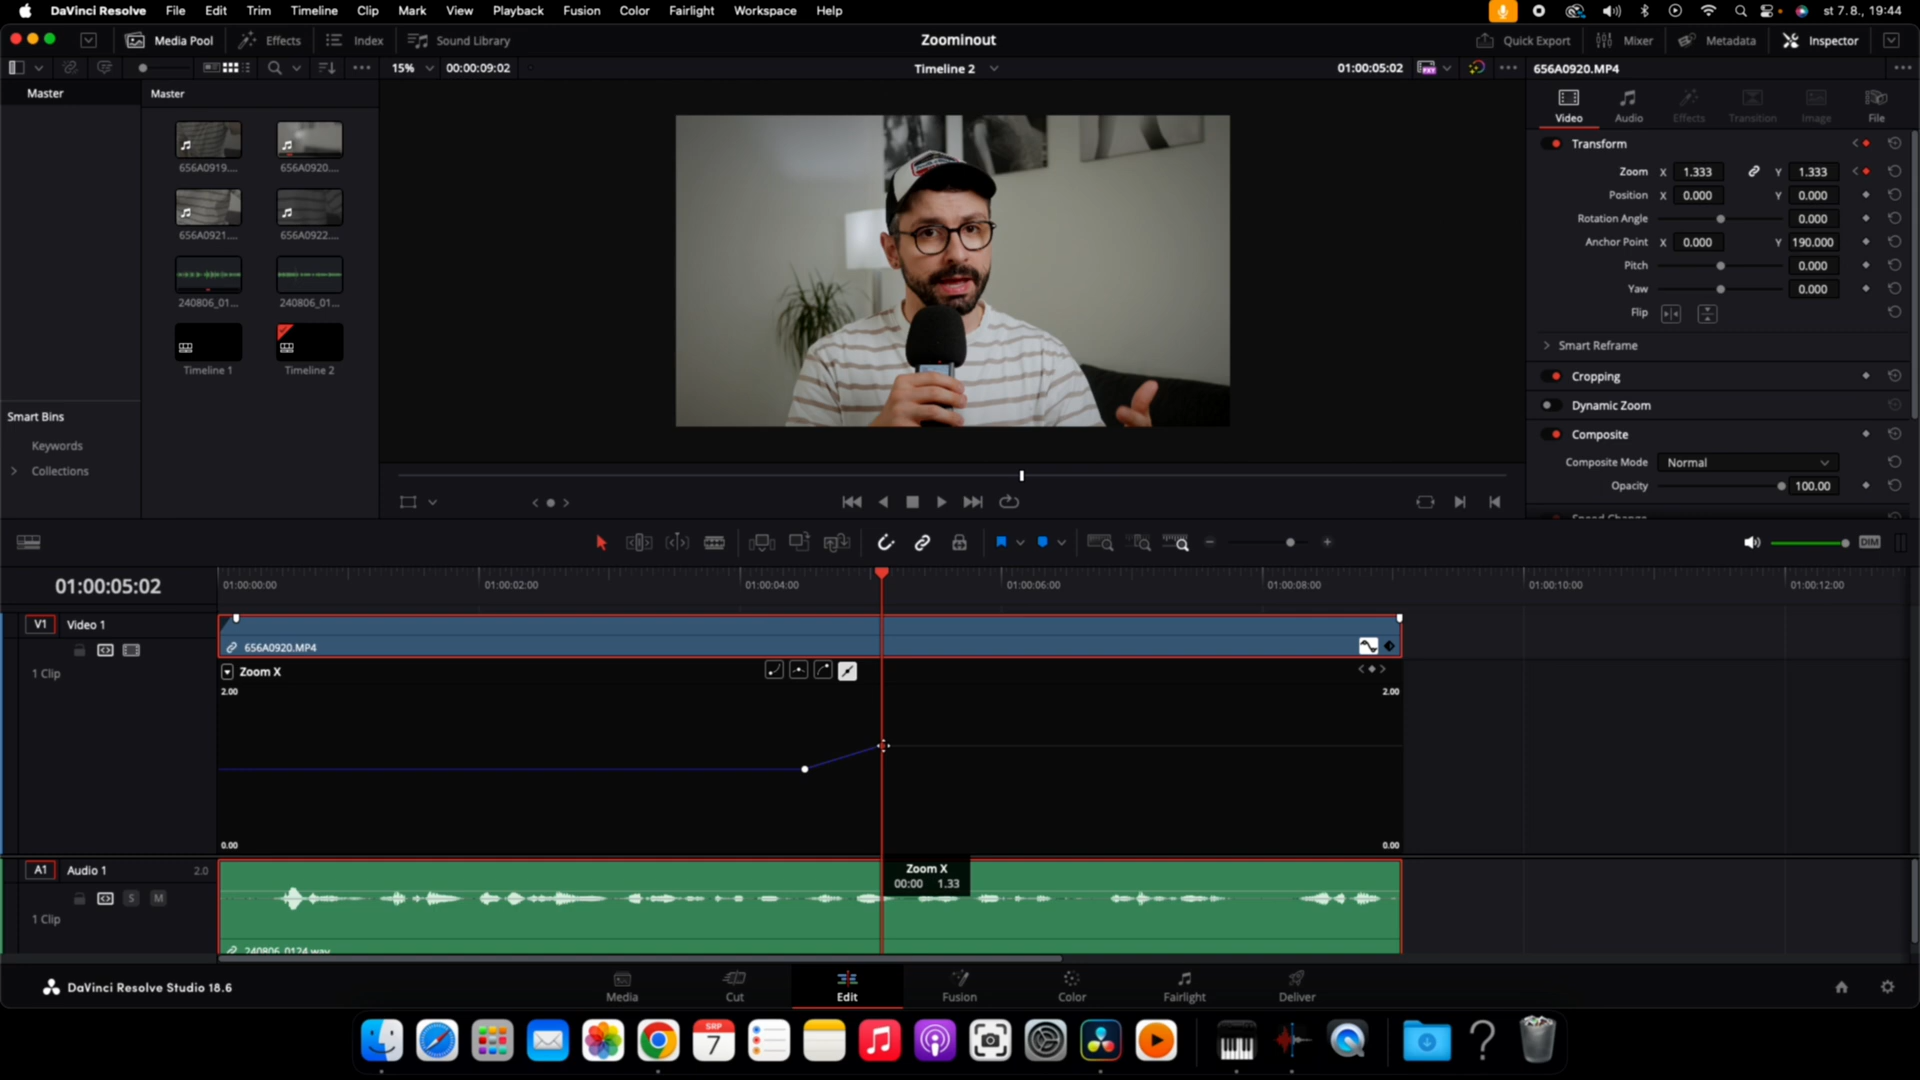 DaVinci Resolve File Edit Trim Timeline Clip Mark View Playback Fusion Color Fairlight Workspace Help st 7.8., 19:44
Media Pool Effects Index Sound Library Zoominout Quick Export Mixer Metadata Inspector
15% 00:00:09:02 Timeline 2 01:00:05:02 656A0920.MP4
Master Master
Video Audio Effects Transition Image File
656A0919.... 656A0920....
656A0921.... 656A0922....
240806_01... 240806_01...
Timeline 1 Timeline 2
Smart Bins
Keywords
Collections
Transform
Zoom X 1.333 Y 1.333
Position X 0.000 Y 0.000
Rotation Angle 0.000
Anchor Point X 0.000 Y 190.000
Pitch 0.000
Yaw 0.000
Flip
Smart Reframe
Cropping
Dynamic Zoom
Composite
Composite Mode Normal
Opacity 100.00
Speed Change
DIM
01:00:05:02 01:00:00:00 01:00:02:00 01:00:04:00 01:00:06:00 01:00:08:00 01:00:10:00 01:00:12:00
V1 Video 1
656A0920.MP4
1 Clip
Zoom X
2.00 2.00
0.00 0.00
A1 Audio 1 2.0
Zoom X
00:00 1.33
S M
1 Clip
240806_0124.wav
DaVinci Resolve Studio 18.6
Media Cut Edit Fusion Color Fairlight Deliver
SRP
7